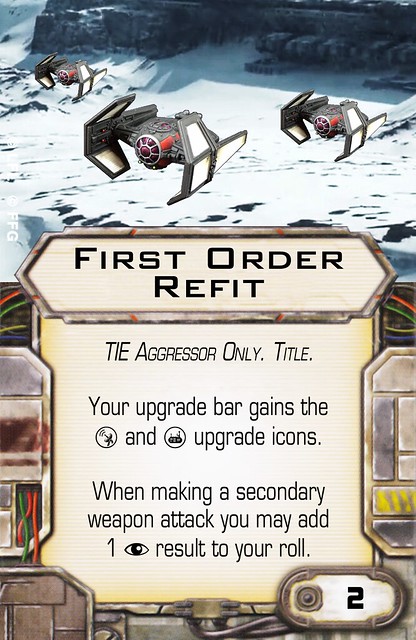 © FFG
FIRST ORDER
REFIT
TIE AGGRESSOR ONLY. TITLE.
Your upgrade bar gains the
and upgrade icons.
When making a secondary
weapon attack you may add
1 result to your roll.
2